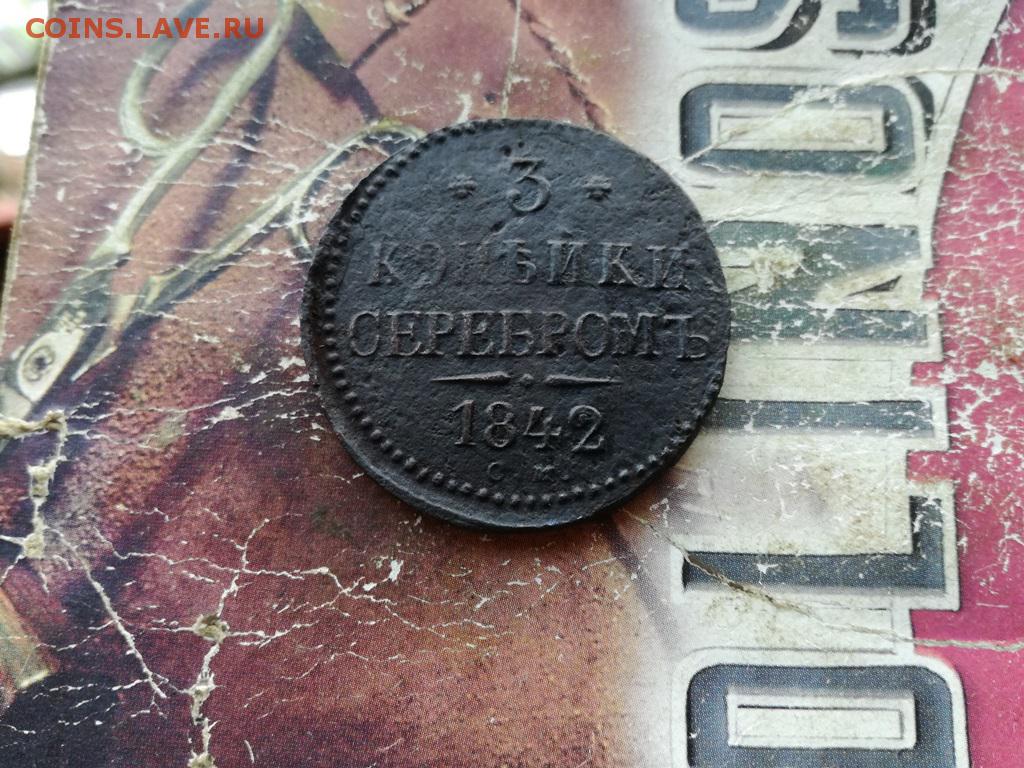 COINS.LAVE.RU
* 3 *
КОПѢЙКИ
СЕРЕБРОМЪ
1842
С М